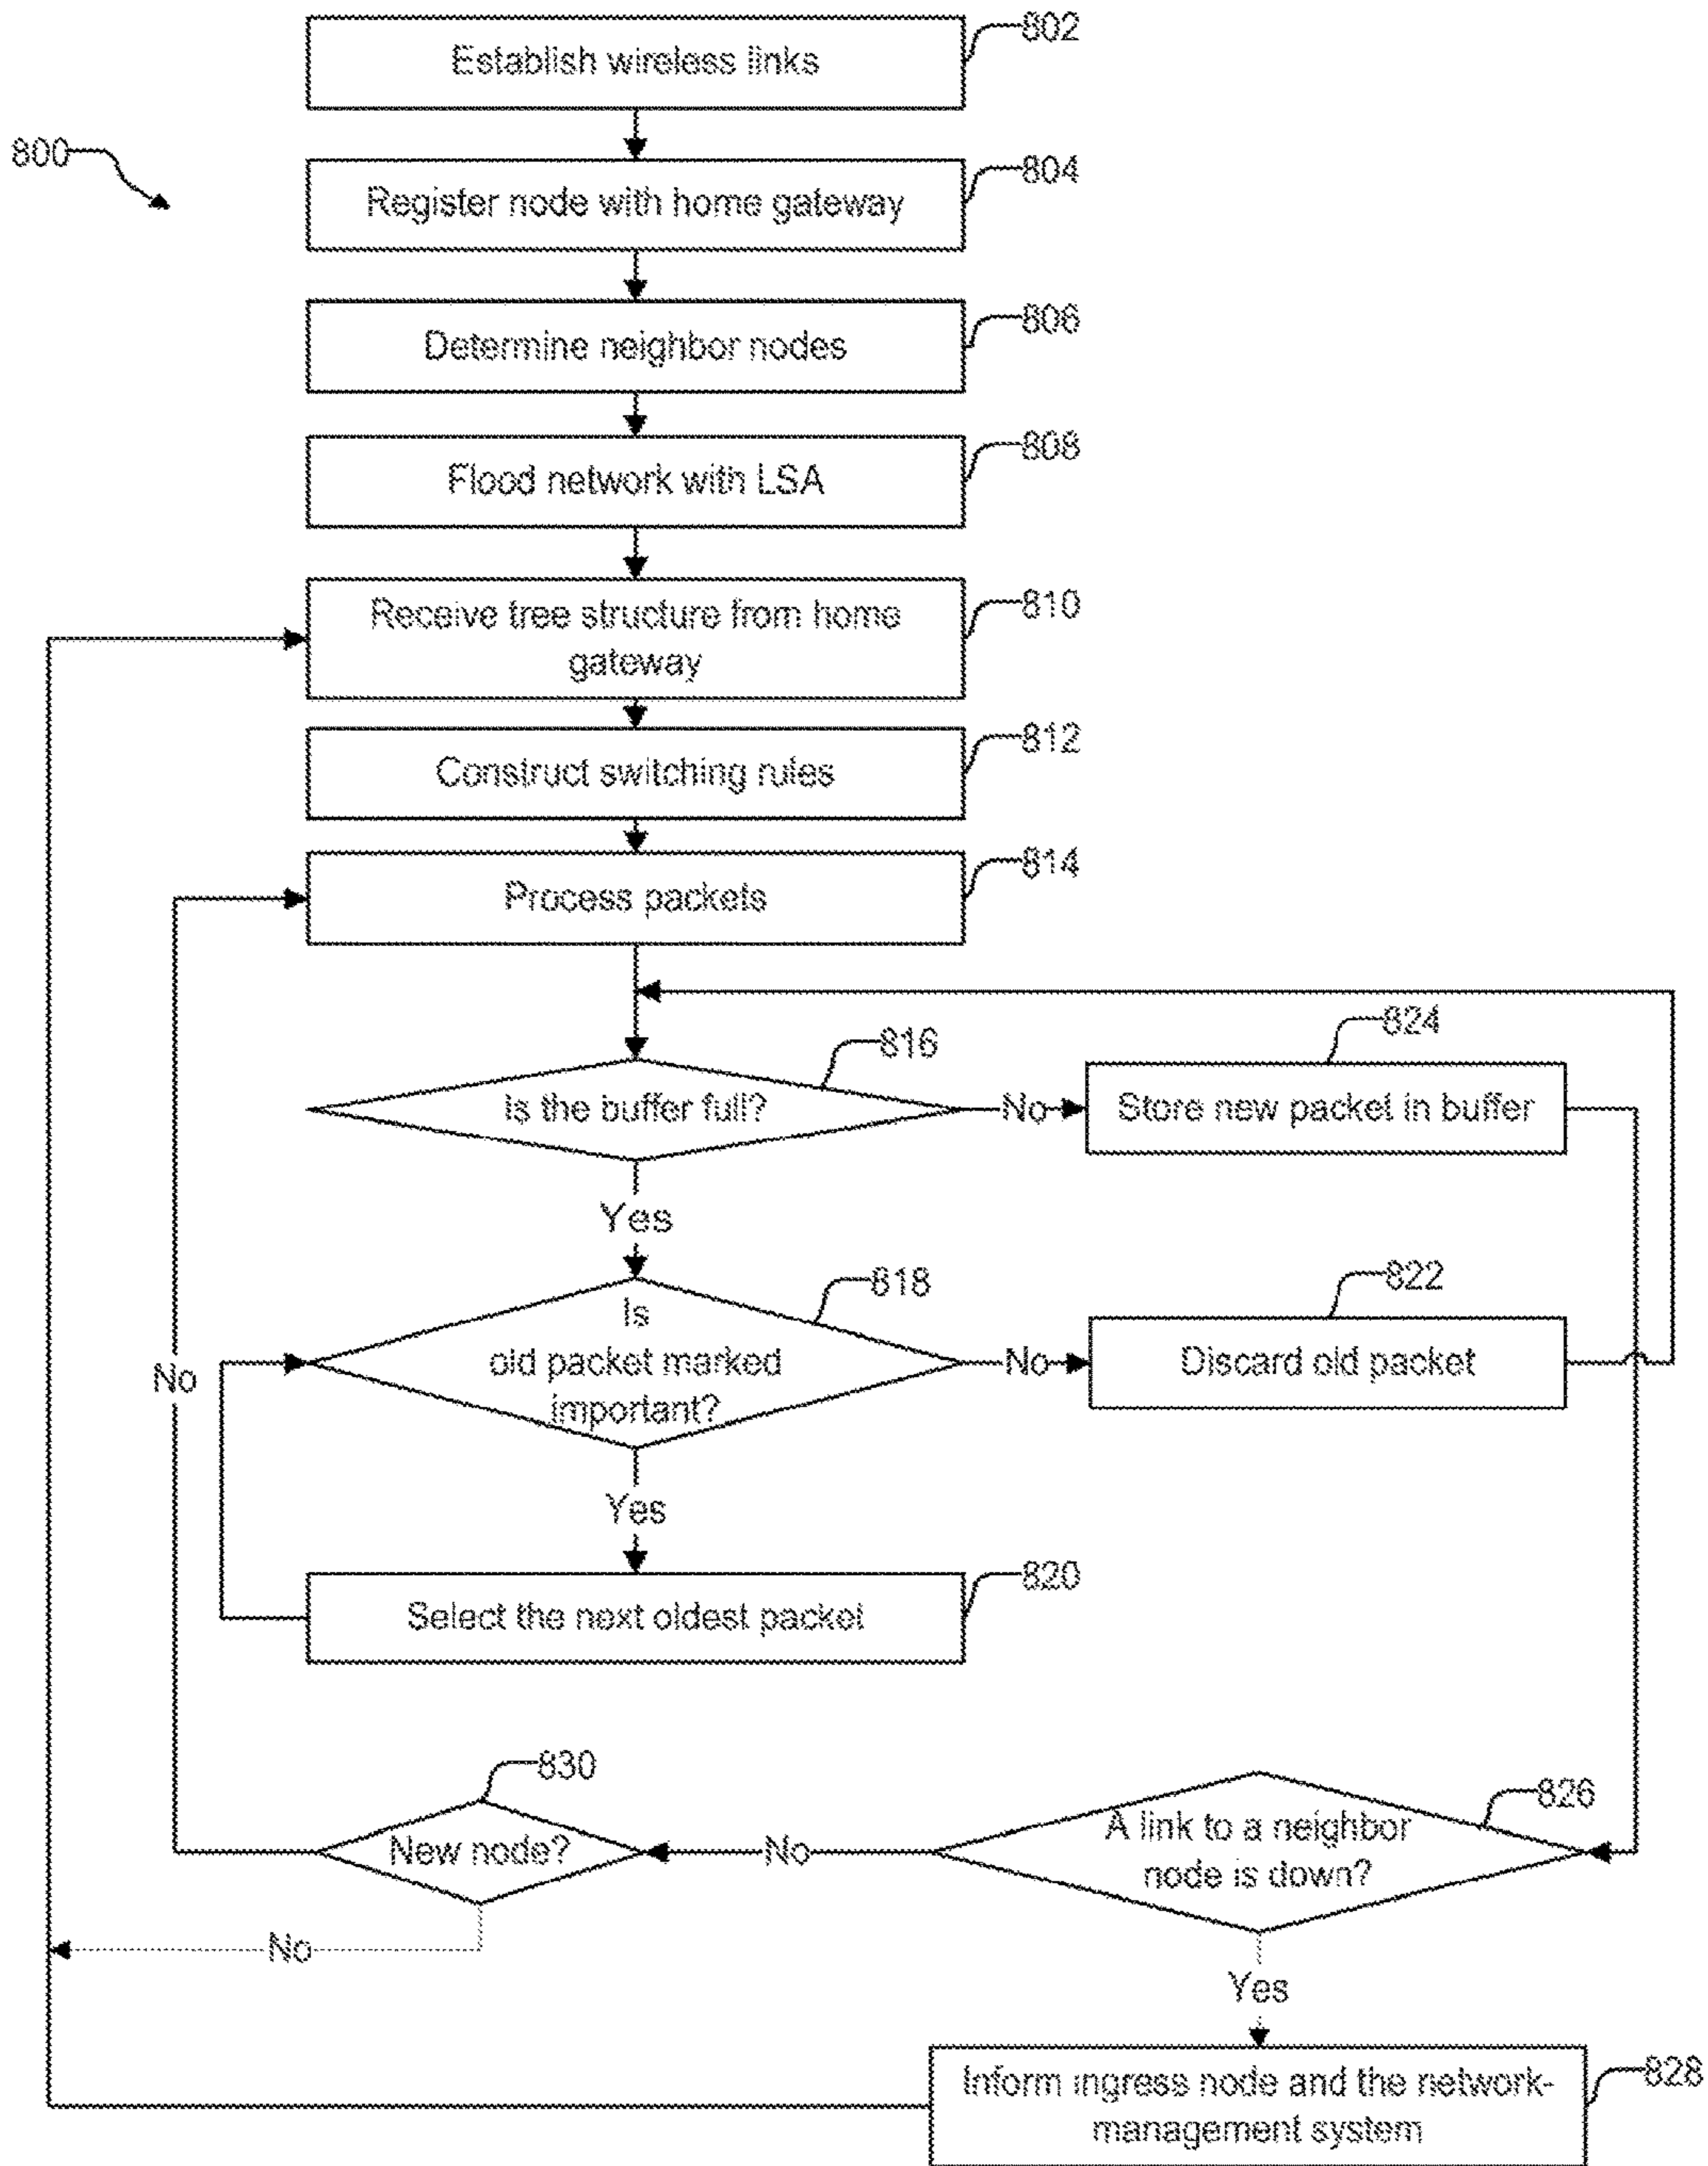 802
Establish wireless links
800
804
Register node with home gateway
806
Determine neighbor nodes
808
Flood network with LSA
810
Receive tree structure from home
gateway
812
Construct switching rules
814
Process packets
816
824
Is the buffer full?
No
Store new packet in buffer
Yes
818
822
Is
old packet marked
important?
No
Discard old packet
No
Yes
820
Select the next oldest packet
830
826
New node?
No
A link to a neighbor
node is down?
No
Yes
828
Inform ingress node and the network-
management system